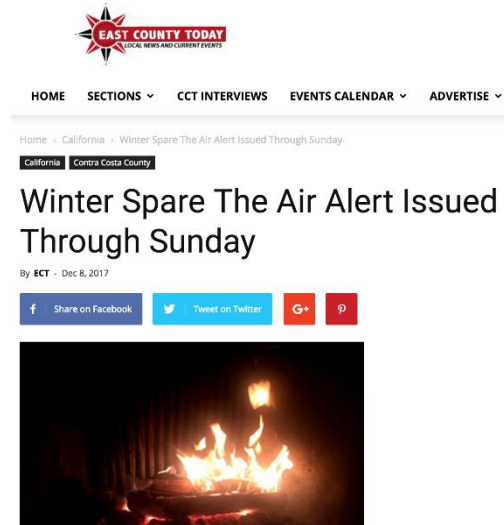 EAST COUNTY TODAY
LOCAL NEWS AND CURRENT EVENTS
HOME SECTIONS CCT INTERVIEWS EVENTS CALENDAR ADVERTISE
Home › California › Winter Spare The Air Alert Issued Through Sunday
California Contra Costa County
Winter Spare The Air Alert Issued
Through Sunday
By ECT - Dec 8, 2017
f Share on Facebook Tweet on Twitter G+